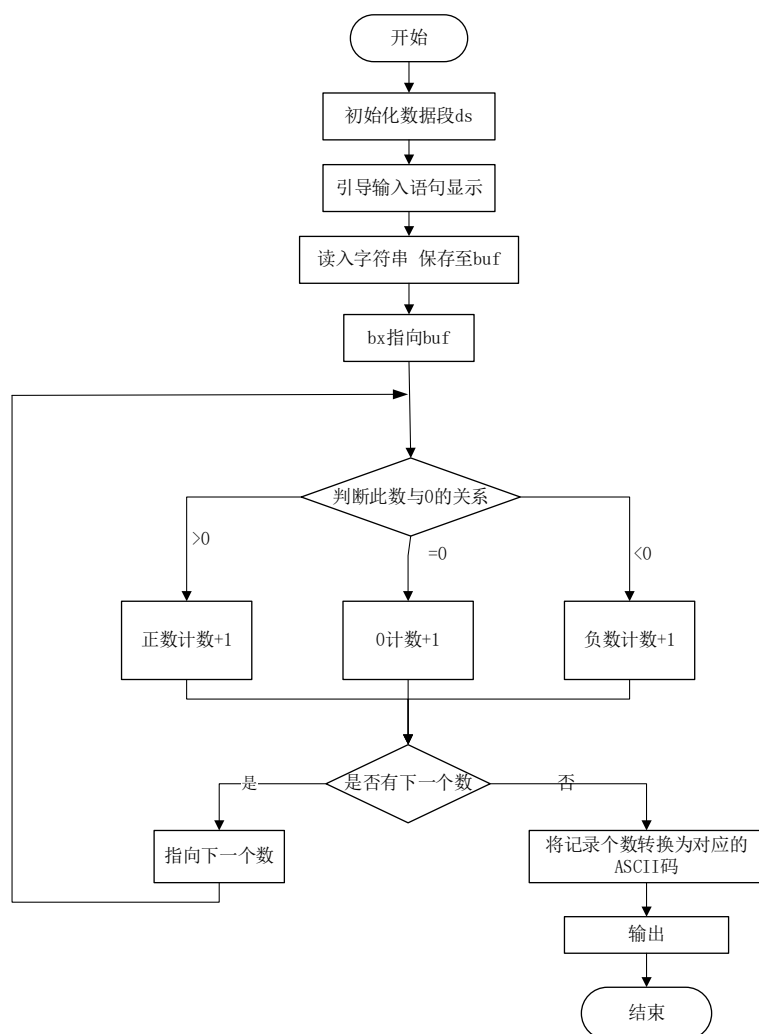 开始
初始化数据段ds
引导输入语句显示
读入字符串 保存至buf
bx指向buf
判断此数与0的关系
>0
=0
<0
正数计数+1
0计数+1
负数计数+1
是否有下一个数
是
否
指向下一个数
将记录个数转换为对应的
ASCII码
输出
结束